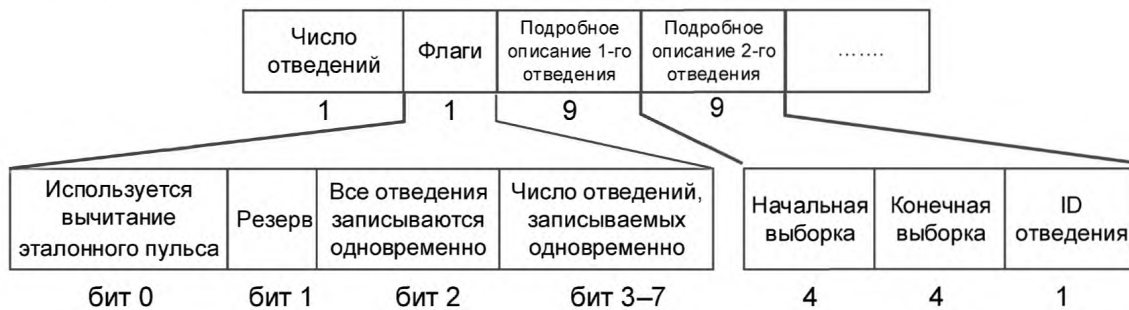 Число
отведений
Флаги
Подробное
описание 1-го
отведения
Подробное
описание 2-го
отведения
.......
1
1
9
9
Используется
вычитание
эталонного пульса
Резерв
Все отведения
записываются
одновременно
Число отведений,
записываемых
одновременно
Начальная
выборка
Конечная
выборка
ID
отведения
бит 0
бит 1
бит 2
бит 3–7
4
4
1